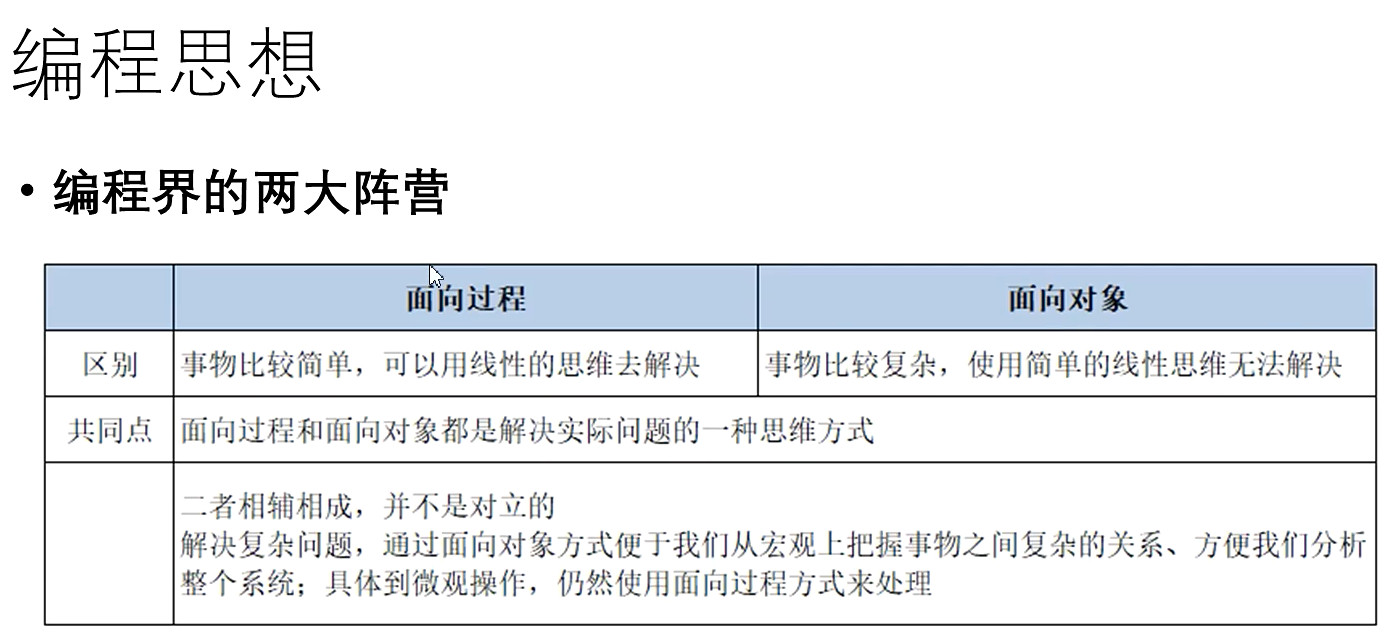 编程思想
• 编程界的两大阵营
面向过程 面向对象
区别 事物比较简单，可以用线性的思维去解决 事物比较复杂，使用简单的线性思维无法解决
共同点 面向过程和面向对象都是解决实际问题的一种思维方式
二者相辅相成，并不是对立的
解决复杂问题，通过面向对象方式便于我们从宏观上把握事物之间复杂的关系、方便我们分析
整个系统；具体到微观操作，仍然使用面向过程方式来处理